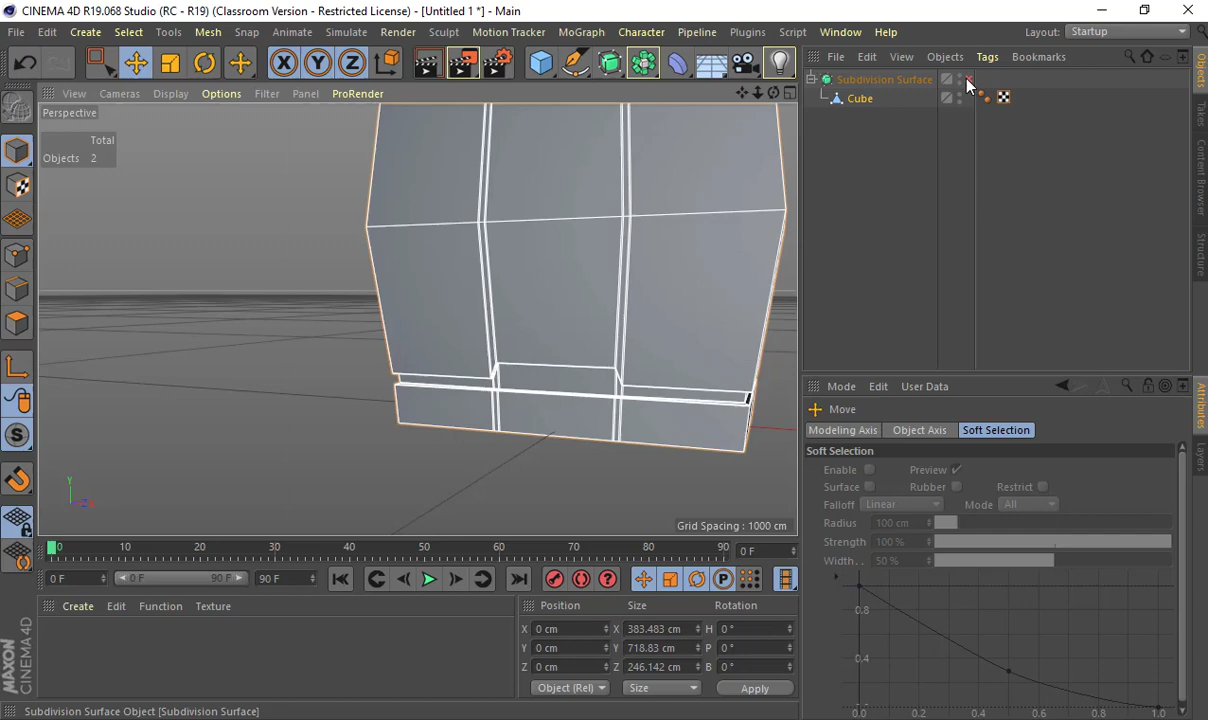 CINEMA 4D R19.068 Studio (RC - R19) (Classroom Version - Restricted License) - [Untitled 1 *] - Main
File Edit Create Select Tools Mesh Snap Animate Simulate Render Sculpt Motion Tracker MoGraph Character Pipeline Plugins Script Window Help Layout: Startup
X Y Z
File Edit View Objects Tags Bookmarks
View Cameras Display Options Filter Panel ProRender
Subdivision Surface
Cube
Perspective
Total
Objects 2
Objects
Takes
Content Browser
Structure
Mode Edit User Data
Move
Modeling Axis Object Axis Soft Selection
Attributes
Layers
Soft Selection
Enable Preview
Surface Rubber Restrict
Falloff Linear Mode All
Radius 100 cm
Strength 100 %
Width 50 %
0.8
0.4
0.0 0.2 0.4 0.6 0.8 1.0
Y
Grid Spacing : 1000 cm
0 10 20 30 40 50 60 70 80 90 0 F
0 F 0 F 90 F 90 F
P
S
Create Edit Function Texture
Position Size Rotation
X 0 cm X 383.483 cm H 0 °
Y 0 cm Y 718.83 cm P 0 °
Z 0 cm Z 246.142 cm B 0 °
Object (Rel) Size Apply
MAXON
CINEMA 4D
Subdivision Surface Object [Subdivision Surface]